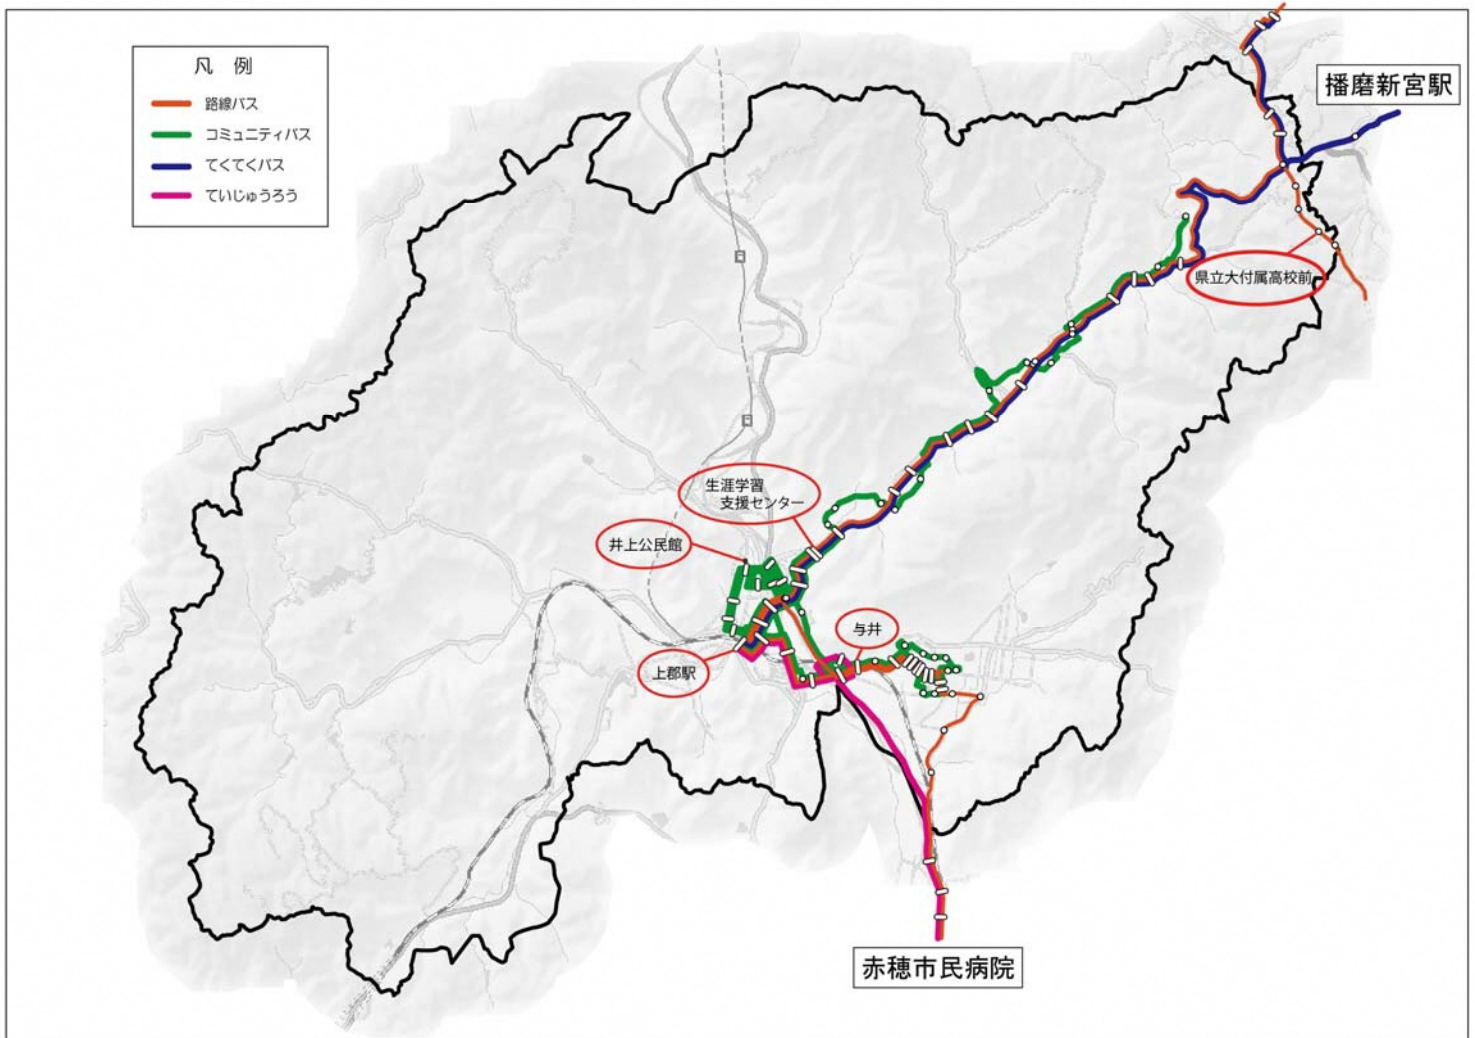 凡 例
路線バス
コミュニティバス
てくてくバス
ていじゅうろう
播磨新宮駅
県立大付属高校前
生涯学習
支援センター
井上公民館
与井
上郡駅
赤穂市民病院